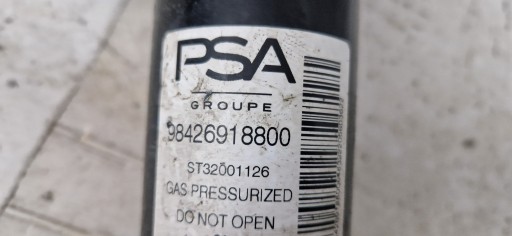 PSA
GROUPE
98426918800
ST32001126
GAS PRESSURIZED
DO NOT OPEN